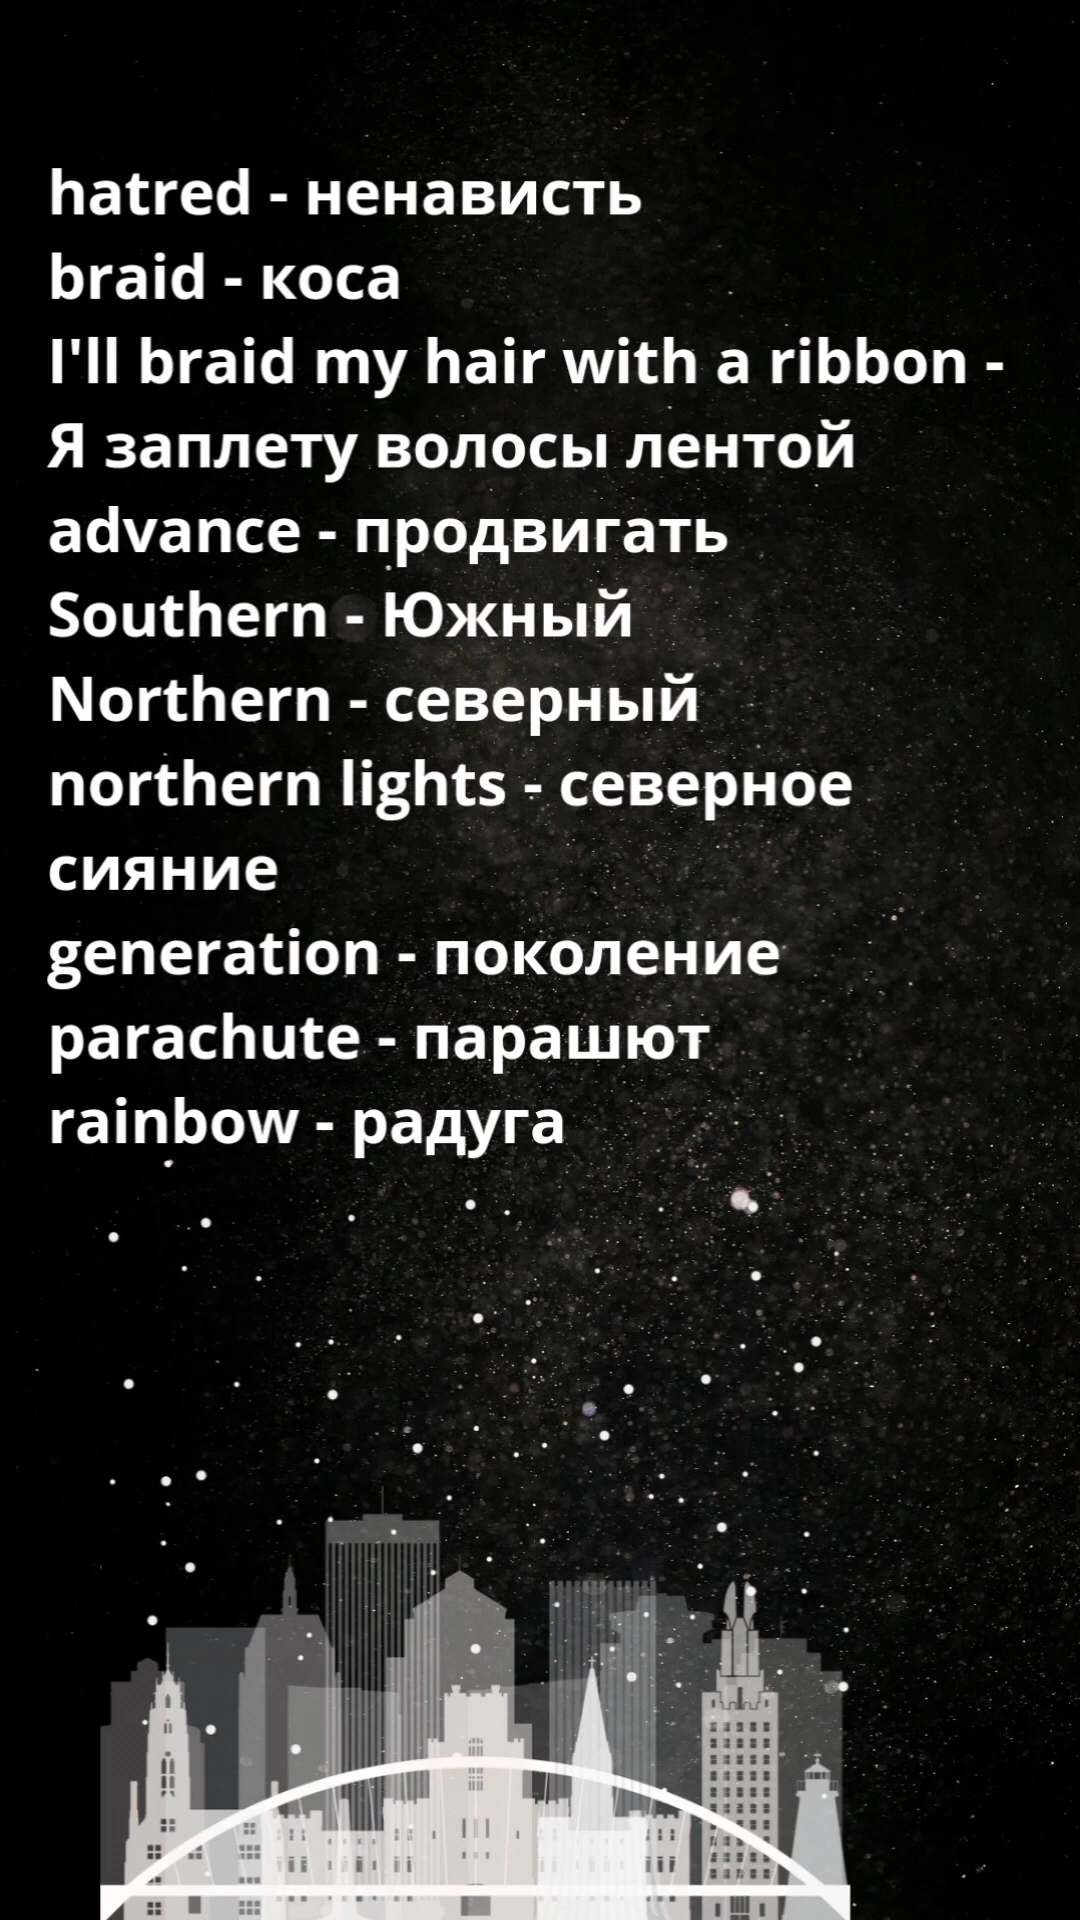 hatred - ненависть
braid - коса
I'll braid my hair with a ribbon -
Я заплету волосы лентой
advance - продвигать
Southern - Южный
Northern - северный
northern lights - северное
сияние
generation - поколение
parachute - парашют
rainbow - радуга